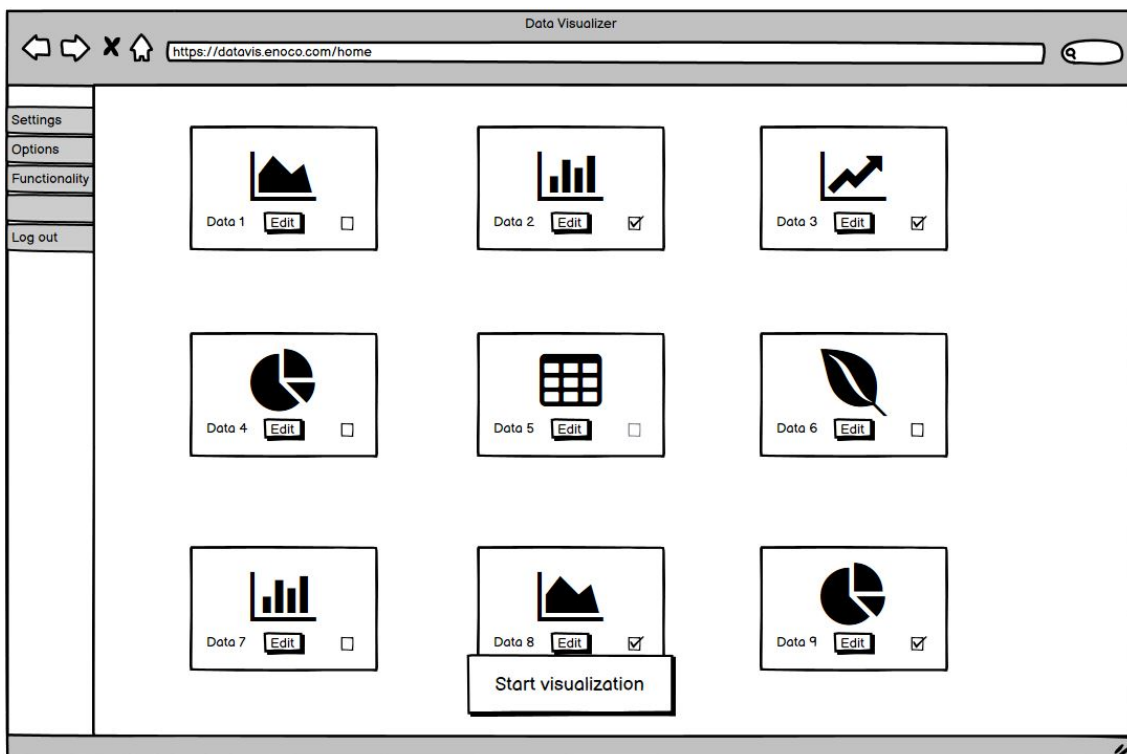 Data Visualizer
https://datavis.enoco.com/home
Settings
Options
Functionality
Log out
Data 1 Edit
Data 2 Edit
Data 3 Edit
Data 4 Edit
Data 5 Edit
Data 6 Edit
Data 7 Edit
Data 8 Edit
Data 9 Edit
Start visualization